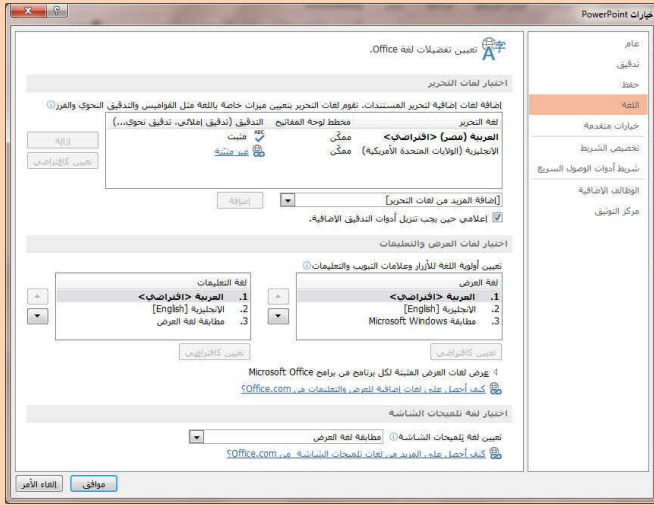 خيارات PowerPoint
عام
تدقيق
حفظ
اللغة
خيارات متقدمة
تخصيص الشريط
شريط أدوات الوصول السريع
الوظائف الإضافية
مركز التوثيق
تعيين تفضيلات لغة Office.
اختيار لغات التحرير
إضافة لغات إضافية لتحرير المستندات. تقوم لغات التحرير بتعيين ميزات خاصة باللغة مثل القواميس والتدقيق النحوي والفرز
لغة التحرير مخطط لوحة المفاتيح التدقيق (تدقيق إملائي، تدقيق نحوي...)
العربية (مصر) <افتراضي> ممكّن مثبت
الانجليزية (الولايات المتحدة الأمريكية) ممكّن غير مثبّتة
إزالة
تعيين كافتراضي
[إضافة المزيد من لغات التحرير] إضافة
إعلامي حين يجب تنزيل أدوات التدقيق الإضافية.
اختيار لغات العرض والتعليمات
تعيين أولوية اللغة للأزرار وعلامات التبويب والتعليمات
لغة العرض
1. العربية <افتراضي>
2. الانجليزية [English]
3. مطابقة Microsoft Windows
تعيين كافتراضي
لغة التعليمات
1. العربية <افتراضي>
2. الانجليزية [English]
3. مطابقة لغة العرض
تعيين كافتراضي
عرض لغات العرض المثبتة لكل برنامج من برامج Microsoft Office
كيف أحصل على لغات إضافية للعرض والتعليمات من Office.com؟
اختيار لغة تلميحات الشاشة
تعيين لغة تلميحات الشاشة مطابقة لغة العرض
كيف أحصل على المزيد من لغات تلميحات الشاشة من Office.com؟
موافق إلغاء الأمر